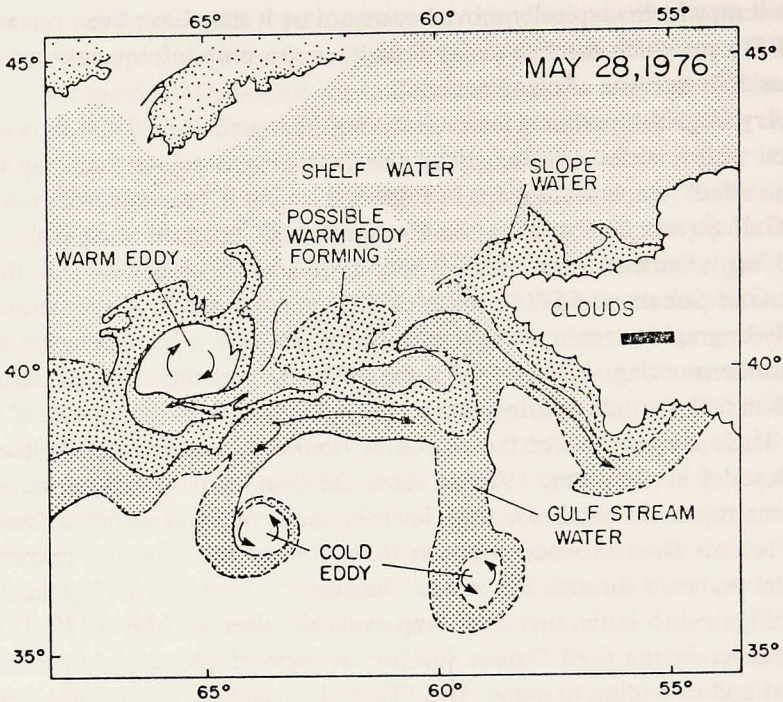 65°
60°
55°
45°
45°
MAY 28, 1976
SHELF WATER
SLOPE
WATER
POSSIBLE
WARM EDDY
FORMING
WARM EDDY
CLOUDS
40°
40°
GULF STREAM
WATER
COLD
EDDY
35°
35°
65°
60°
55°